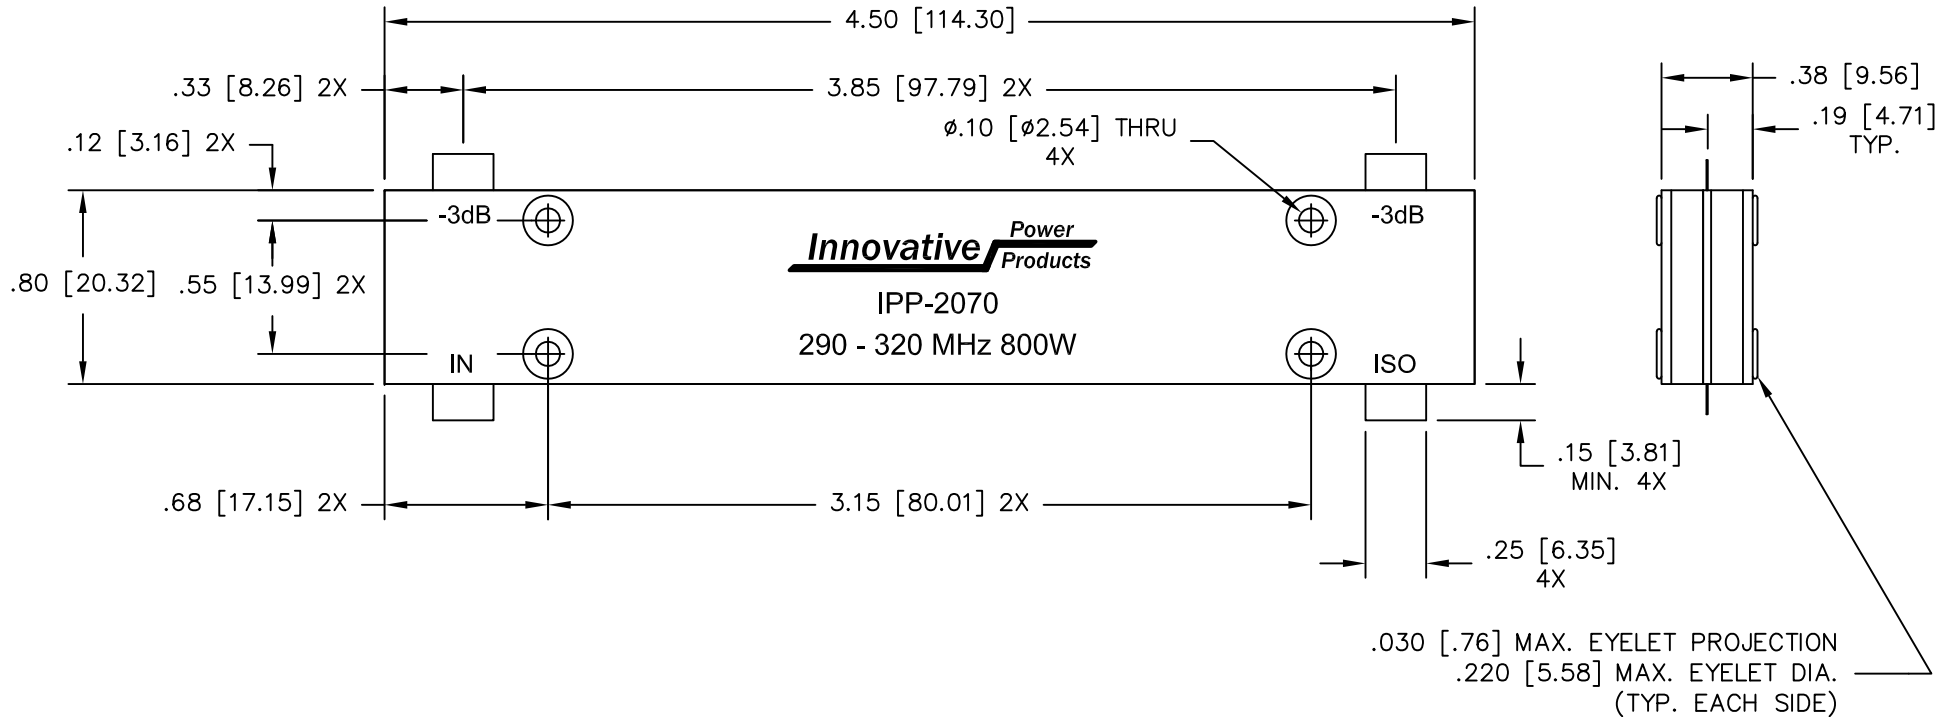 4.50 [114.30]
.33 [8.26] 2X
3.85 [97.79] 2X
.38 [9.56]
.12 [3.16] 2X
ø.10 [ø2.54] THRU
4X
.19 [4.71]
TYP.
-3dB
-3dB
Innovative Power
Products
.80 [20.32]
.55 [13.99] 2X
IPP-2070
290 - 320 MHz 800W
IN
ISO
.15 [3.81]
MIN. 4X
.68 [17.15] 2X
3.15 [80.01] 2X
.25 [6.35]
4X
.030 [.76] MAX. EYELET PROJECTION
.220 [5.58] MAX. EYELET DIA.
(TYP. EACH SIDE)